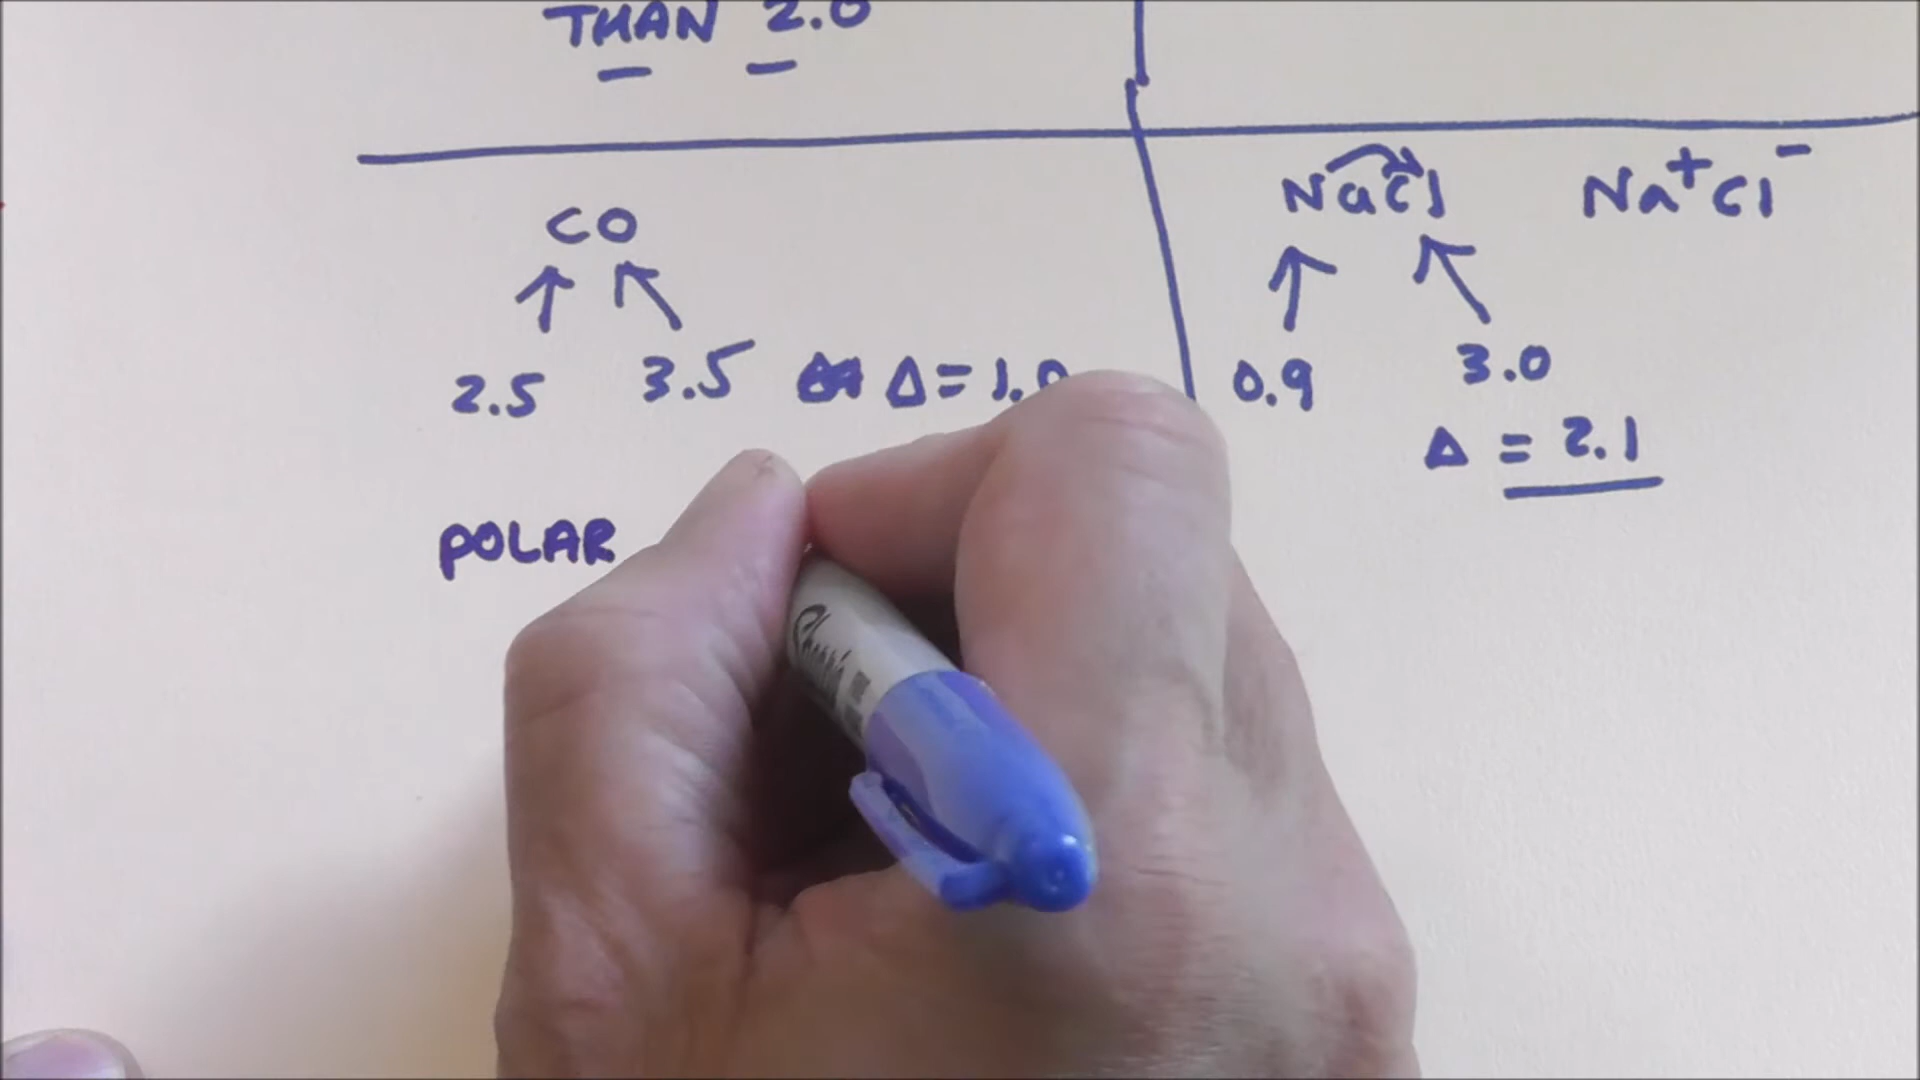 THAN 2.0
CO
2.5 3.5 Δ = 1.0
POLAR
NaCl Na⁺Cl⁻
0.9 3.0
Δ = 2.1
Sharpie